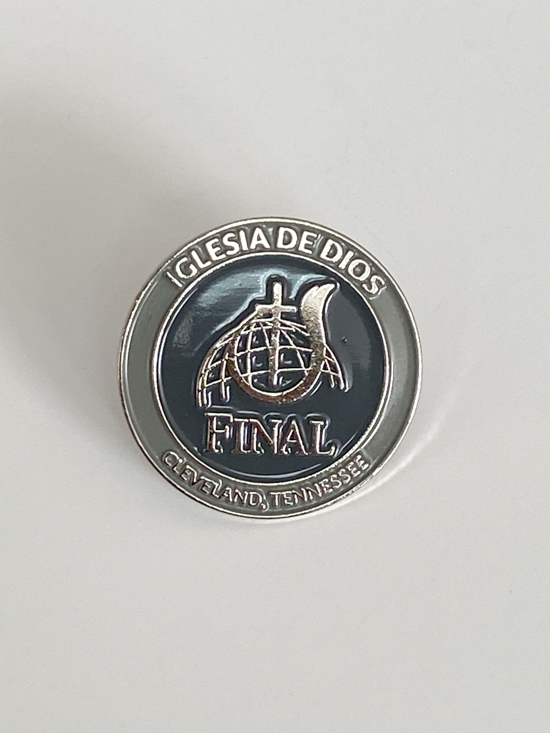 IGLESIA DE DIOS
FINAL
CLEVELAND, TENNESSEE